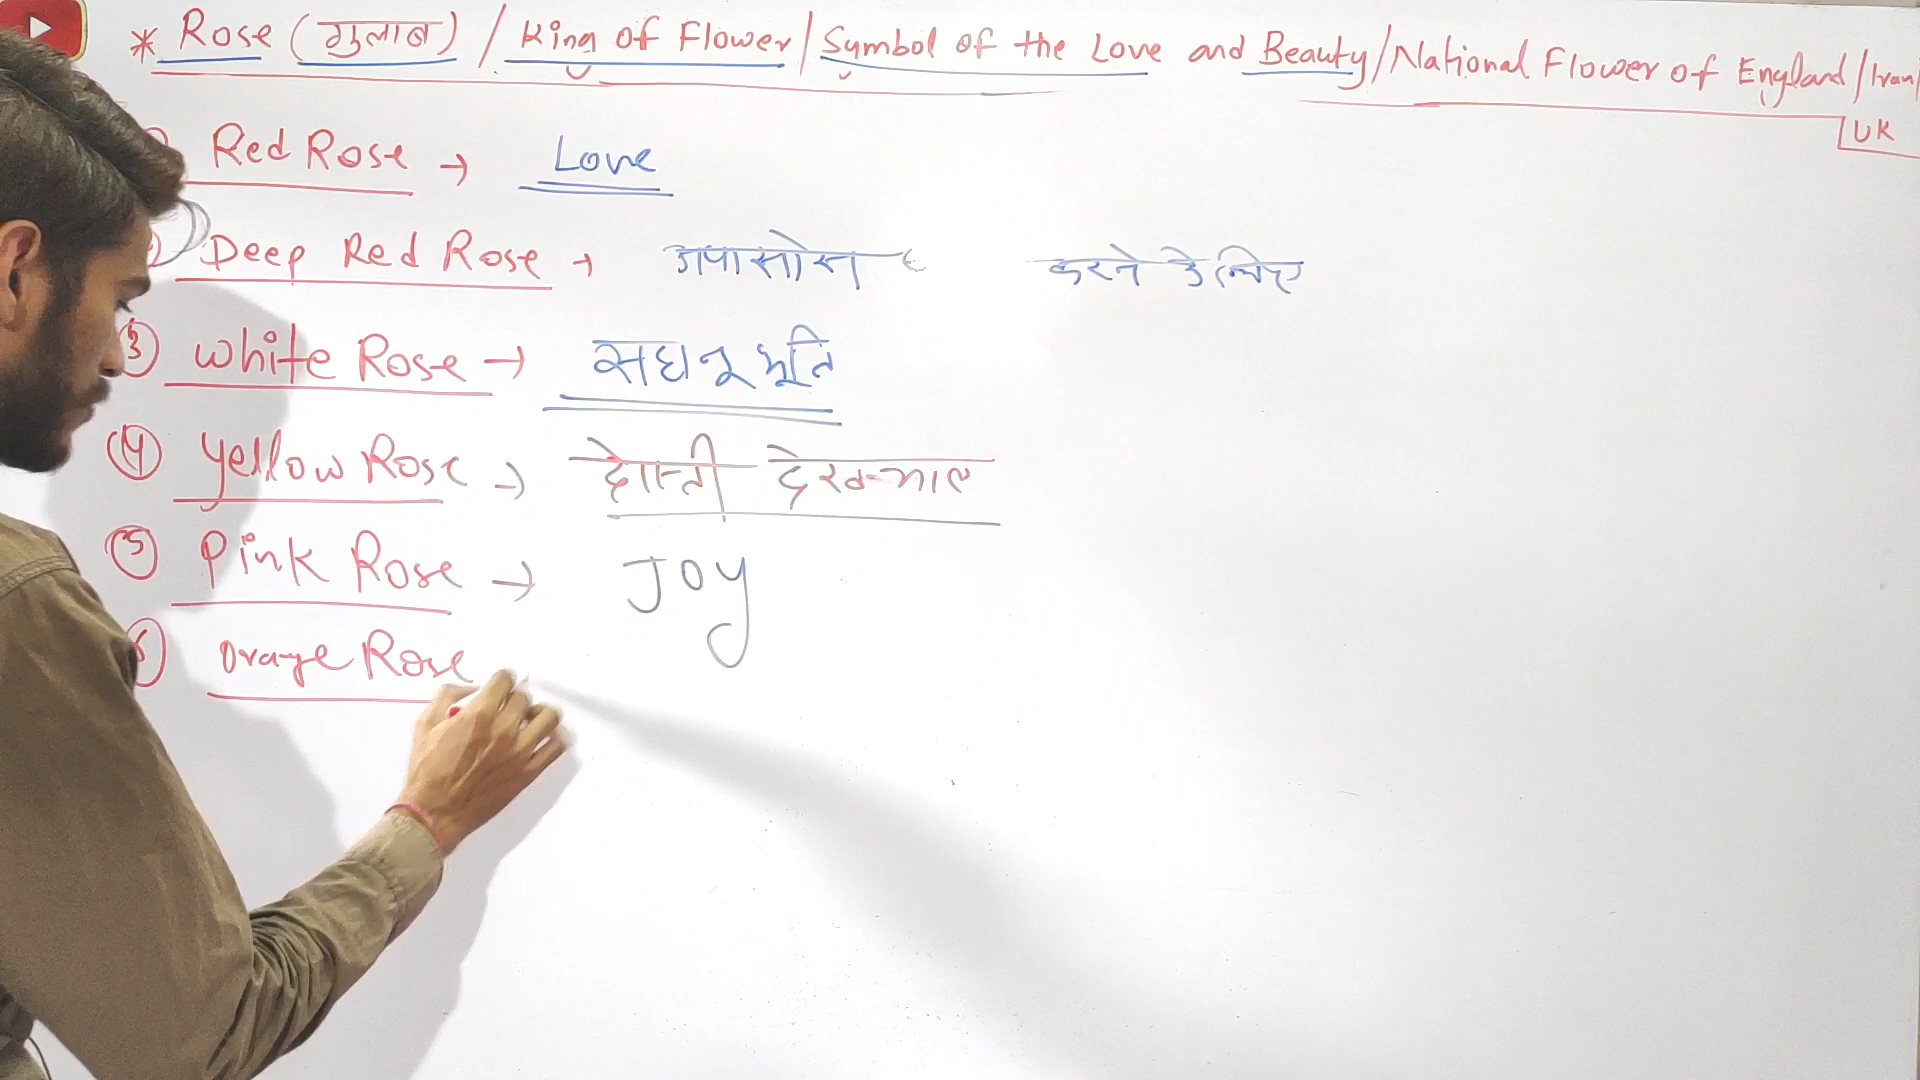 * Rose (गुलाब) / King of Flower / Symbol of the Love and Beauty / National Flower of England / Iran /
UK
Red Rose → Love
Deep Red Rose → करने के लिए
③ White Rose → सहानुभूति
④ Yellow Rose → दोस्ती देखभाल
⑤ Pink Rose → JOY
Orange Rose